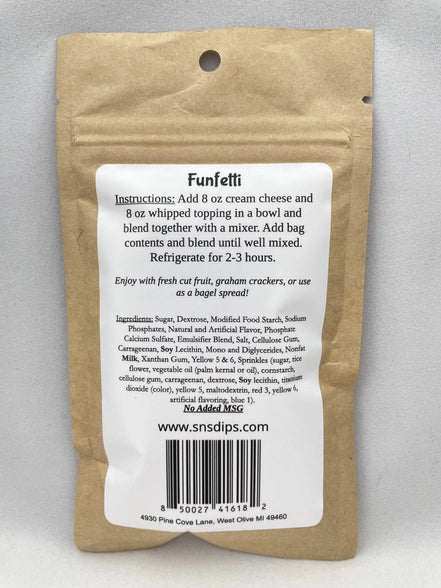 Funfetti
Instructions: Add 8 oz cream cheese and
8 oz whipped topping in a bowl and
blend together with a mixer. Add bag
contents and blend until well mixed.
Refrigerate for 2-3 hours.
Enjoy with fresh cut fruit, graham crackers, or use
as a bagel spread!
Ingredients: Sugar, Dextrose, Modified Food Starch, Sodium
Phosphates, Natural and Artificial Flavor, Phosphate
Calcium Sulfate, Emulsifier Blend, Salt, Cellulose Gum,
Carrageenan, Soy Lecithin, Mono and Diglycerides, Nonfat
Milk, Xanthan Gum, Yellow 5 & 6, Sprinkles (sugar, rice
flower, vegetable oil (palm kernal or oil), cornstarch,
cellulose gum, carrageenan, dextrose, Soy lecithin, titanium
dioxide (color), yellow 5, maltodextrin, red 3, yellow 6,
artificial flavoring, blue 1).
No Added MSG
www.snsdips.com
8 50027 41618 2
4930 Pine Cove Lane, West Olive MI 49460